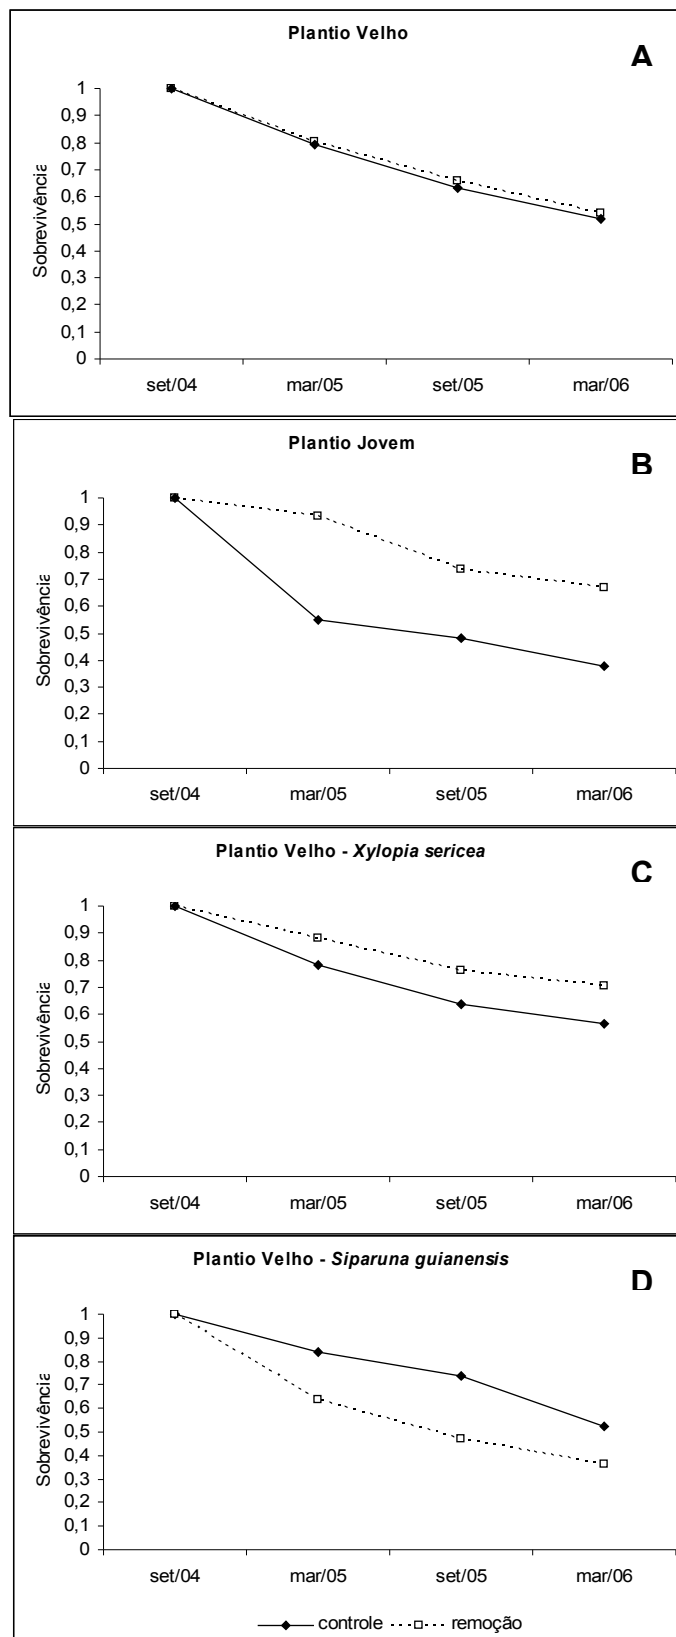 Plantio Velho
A
Sobrevivência
1
0,9
0,8
0,7
0,6
0,5
0,4
0,3
0,2
0,1
0
set/04 mar/05 set/05 mar/06
Plantio Jovem
B
Sobrevivência
1
0,9
0,8
0,7
0,6
0,5
0,4
0,3
0,2
0,1
0
set/04 mar/05 set/05 mar/06
Plantio Velho - Xylopia sericea
C
Sobrevivência
1
0,9
0,8
0,7
0,6
0,5
0,4
0,3
0,2
0,1
0
set/04 mar/05 set/05 mar/06
Plantio Velho - Siparuna guianensis
D
Sobrevivência
1
0,9
0,8
0,7
0,6
0,5
0,4
0,3
0,2
0,1
0
set/04 mar/05 set/05 mar/06
controle remoção